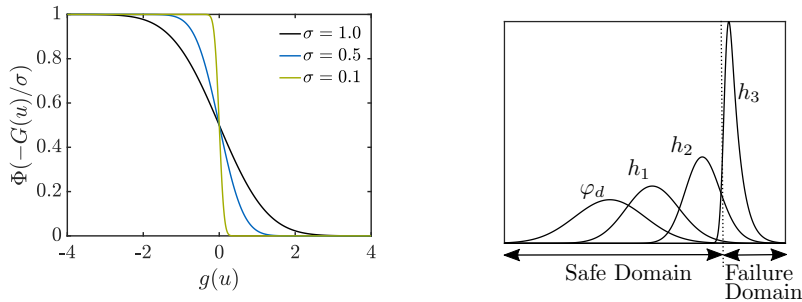 1
0.8
0.6
0.4
0.2
0
Φ(−G(u)/σ)
σ = 1.0
σ = 0.5
σ = 0.1
-4 -2 0 2 4
g(u)
φ_d
h_1
h_2
h_3
Safe Domain
Failure
Domain